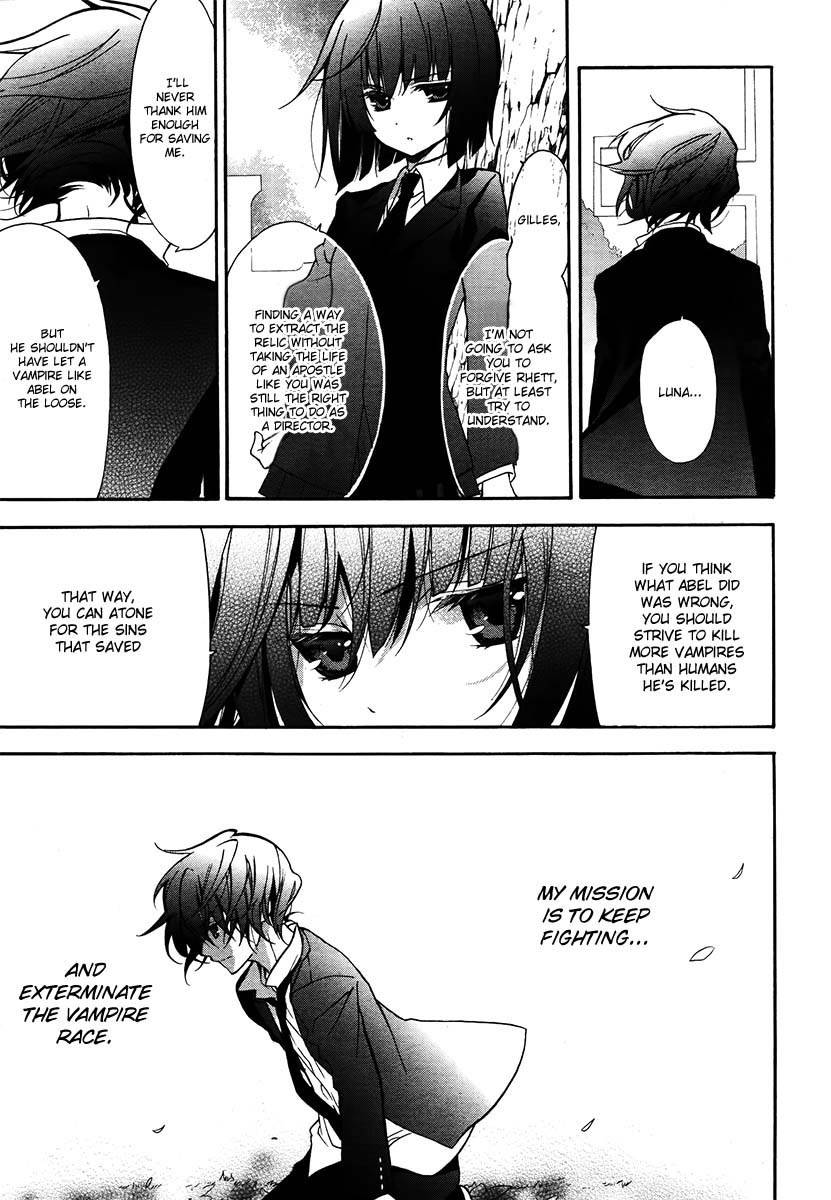 LUNA...
GILLES,
I'M NOT
GOING TO ASK
YOU TO
FORGIVE RHETT,
BUT AT LEAST
TRY TO
UNDERSTAND.
FINDING A WAY
TO EXTRACT THE
RELIC WITHOUT
TAKING THE LIFE
OF AN APOSTLE
LIKE YOU WAS
STILL THE RIGHT
THING TO DO AS
A DIRECTOR.
I'LL
NEVER
THANK HIM
ENOUGH
FOR SAVING
ME.
BUT
HE SHOULDN'T
HAVE LET A
VAMPIRE LIKE
ABEL ON
THE LOOSE.
IF YOU THINK
WHAT ABEL DID
WAS WRONG,
YOU SHOULD
STRIVE TO KILL
MORE VAMPIRES
THAN HUMANS
HE'S KILLED.
THAT WAY,
YOU CAN ATONE
FOR THE SINS
THAT SAVED
MY MISSION
IS TO KEEP
FIGHTING...
AND
EXTERMINATE
THE VAMPIRE
RACE.